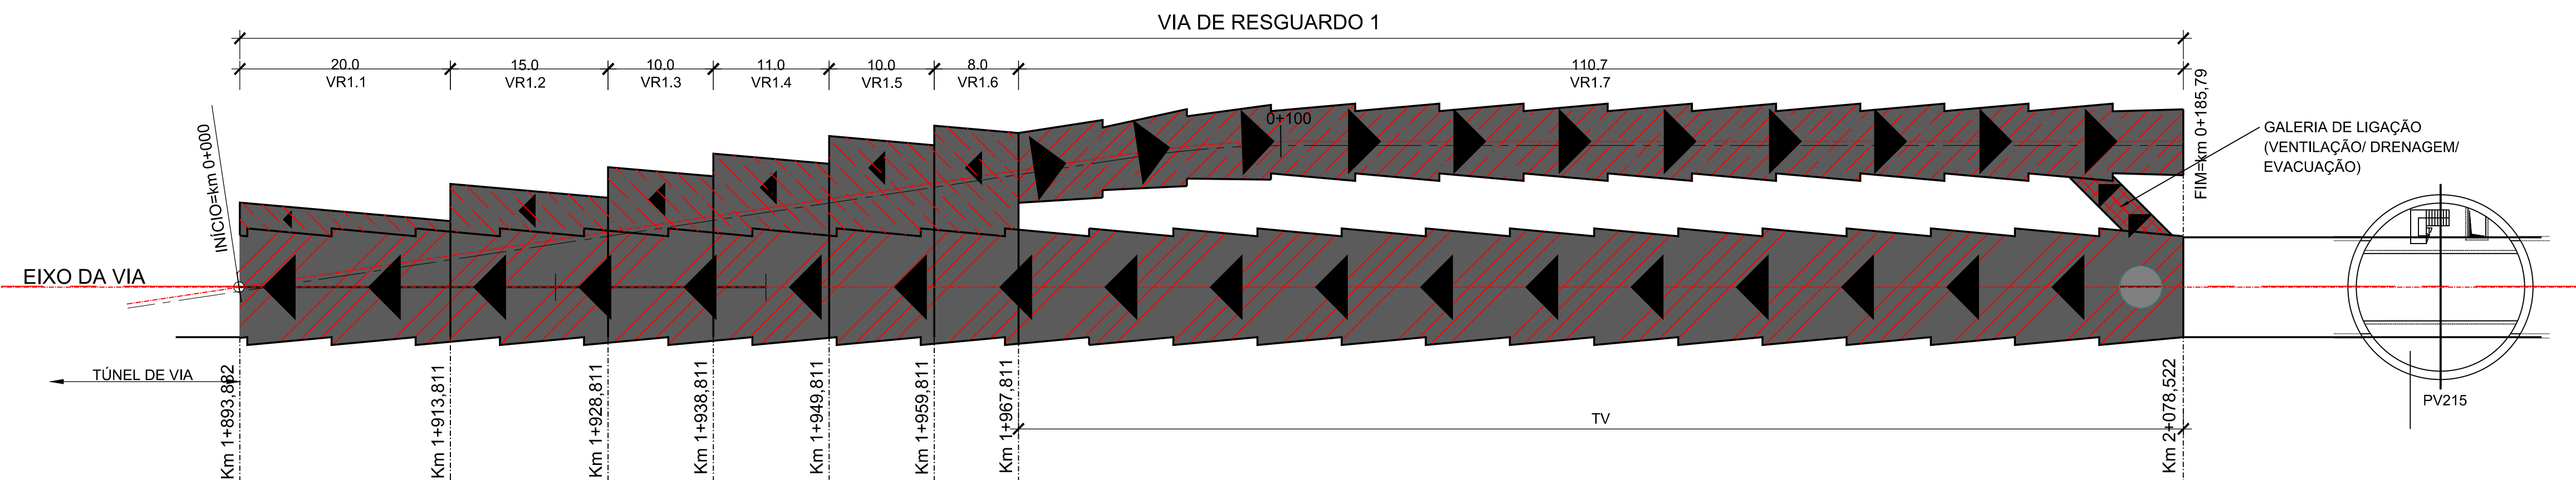 VIA DE RESGUARDO 1
20.0
VR1.1
15.0
VR1.2
10.0
VR1.3
11.0
VR1.4
10.0
VR1.5
8.0
VR1.6
110.7
VR1.7
INÍCIO=km 0+000
0+100
FIM=km 0+185,79
GALERIA DE LIGAÇÃO
(VENTILAÇÃO/ DRENAGEM/
EVACUAÇÃO)
EIXO DA VIA
TÚNEL DE VIA
Km 1+893,882
Km 1+913,811
Km 1+928,811
Km 1+938,811
Km 1+949,811
Km 1+959,811
Km 1+967,811
TV
Km 2+078,522
PV215